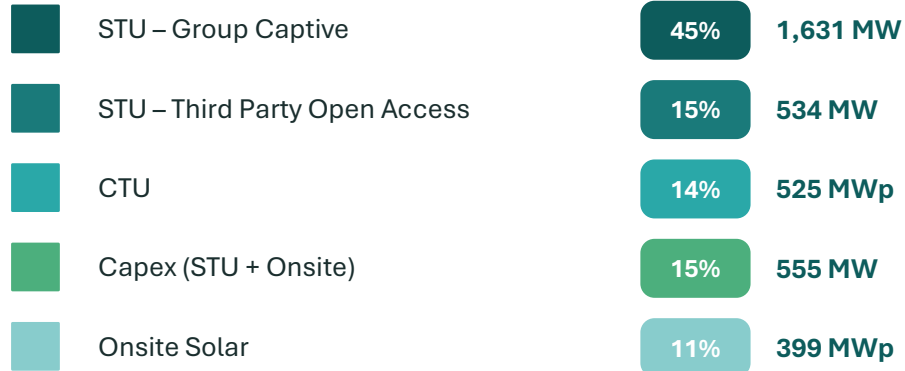 STU – Group Captive 45% 1,631 MW
STU – Third Party Open Access 15% 534 MW
CTU 14% 525 MWp
Capex (STU + Onsite) 15% 555 MW
Onsite Solar 11% 399 MWp